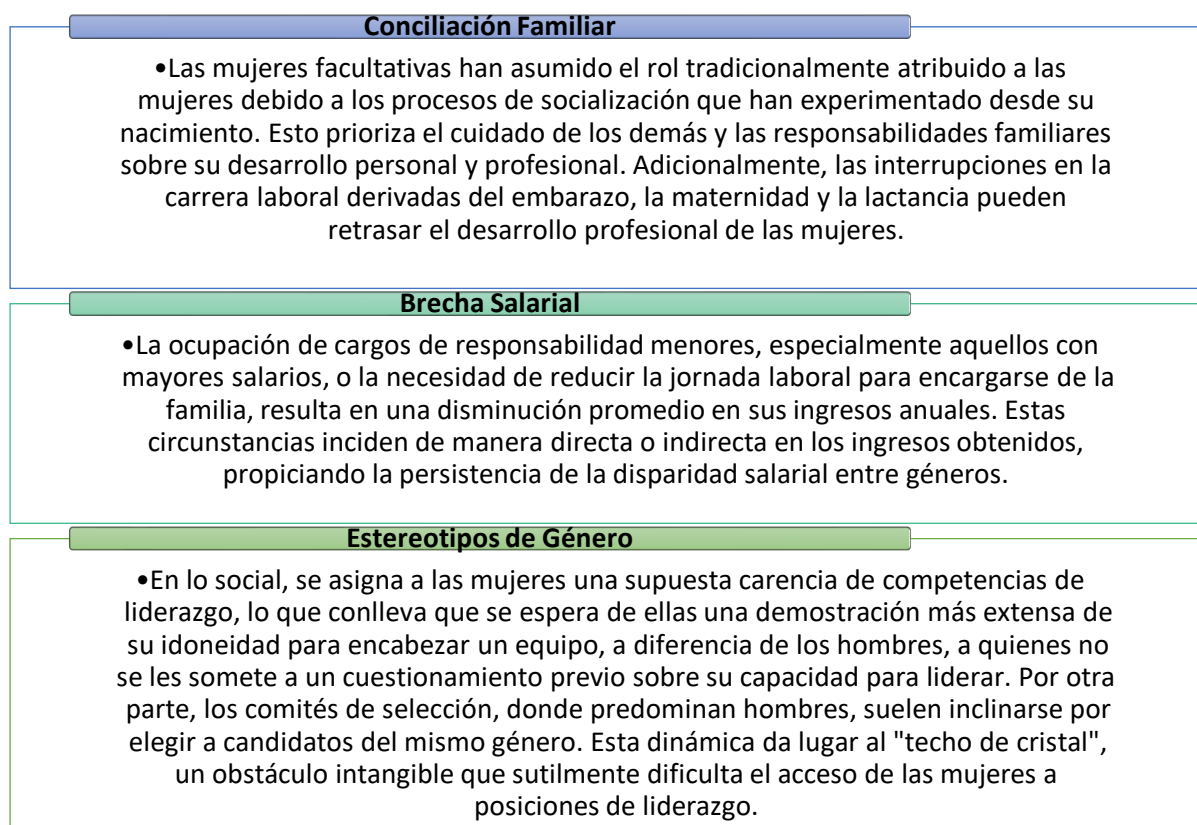 Conciliación Familiar
•Las mujeres facultativas han asumido el rol tradicionalmente atribuido a las
mujeres debido a los procesos de socialización que han experimentado desde su
nacimiento. Esto prioriza el cuidado de los demás y las responsabilidades familiares
sobre su desarrollo personal y profesional. Adicionalmente, las interrupciones en la
carrera laboral derivadas del embarazo, la maternidad y la lactancia pueden
retrasar el desarrollo profesional de las mujeres.
Brecha Salarial
•La ocupación de cargos de responsabilidad menores, especialmente aquellos con
mayores salarios, o la necesidad de reducir la jornada laboral para encargarse de la
familia, resulta en una disminución promedio en sus ingresos anuales. Estas
circunstancias inciden de manera directa o indirecta en los ingresos obtenidos,
propiciando la persistencia de la disparidad salarial entre géneros.
Estereotipos de Género
•En lo social, se asigna a las mujeres una supuesta carencia de competencias de
liderazgo, lo que conlleva que se espera de ellas una demostración más extensa de
su idoneidad para encabezar un equipo, a diferencia de los hombres, a quienes no
se les somete a un cuestionamiento previo sobre su capacidad para liderar. Por otra
parte, los comités de selección, donde predominan hombres, suelen inclinarse por
elegir a candidatos del mismo género. Esta dinámica da lugar al "techo de cristal",
un obstáculo intangible que sutilmente dificulta el acceso de las mujeres a
posiciones de liderazgo.